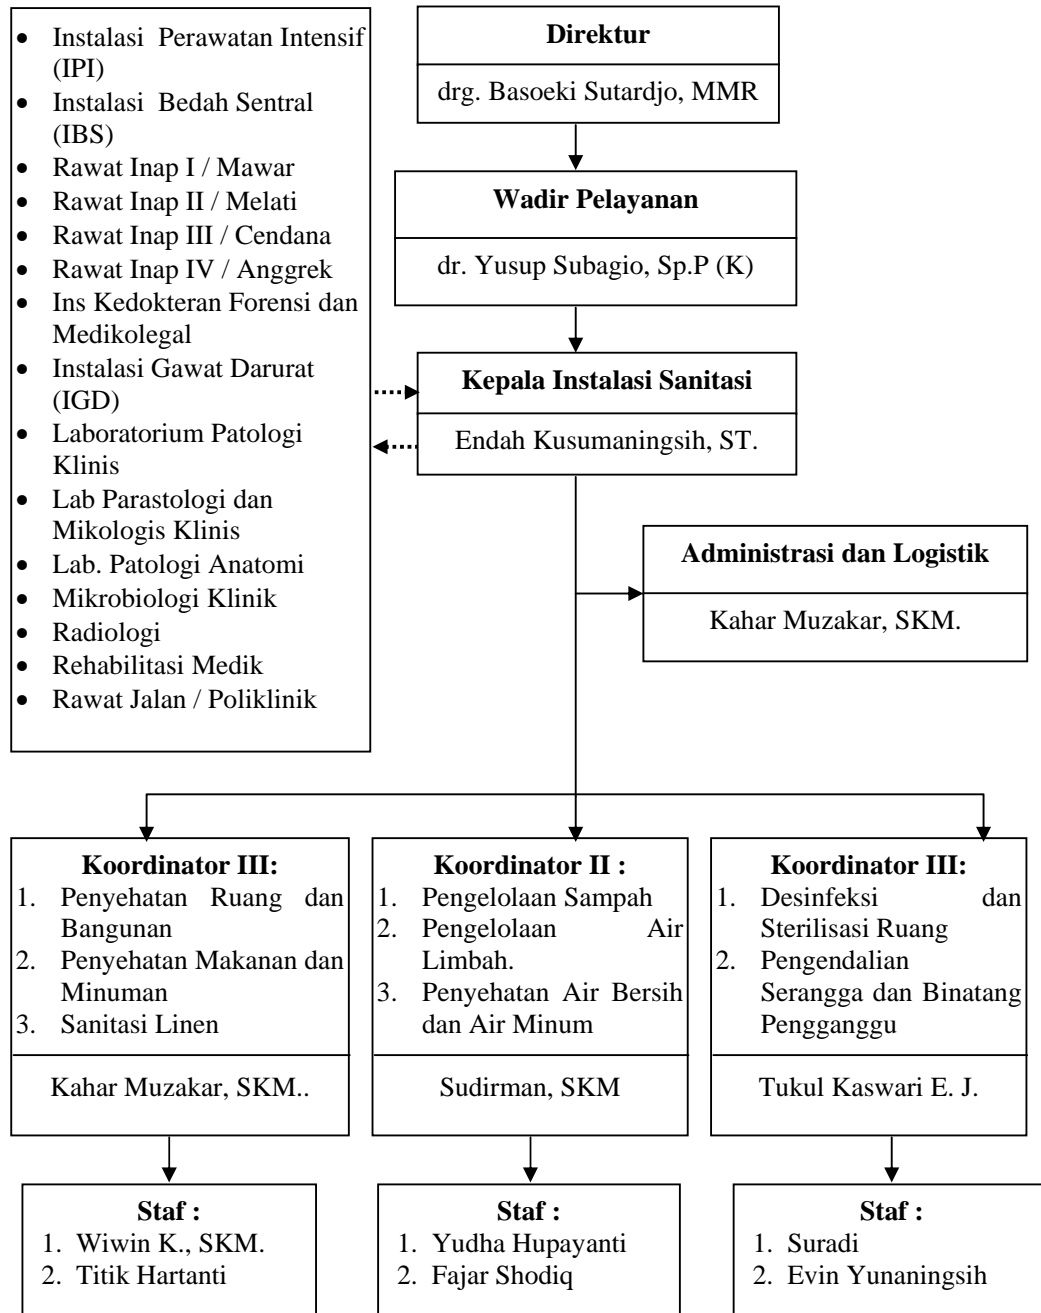 • Instalasi Perawatan Intensif
(IPI)
• Instalasi Bedah Sentral
(IBS)
• Rawat Inap I / Mawar
• Rawat Inap II / Melati
• Rawat Inap III / Cendana
• Rawat Inap IV / Anggrek
• Ins Kedokteran Forensi dan
Medikolegal
• Instalasi Gawat Darurat
(IGD)
• Laboratorium Patologi
Klinis
• Lab Parastologi dan
Mikologis Klinis
• Lab. Patologi Anatomi
• Mikrobiologi Klinik
• Radiologi
• Rehabilitasi Medik
• Rawat Jalan / Poliklinik
Direktur
drg. Basoeki Sutardjo, MMR
Wadir Pelayanan
dr. Yusup Subagio, Sp.P (K)
Kepala Instalasi Sanitasi
Endah Kusumaningsih, ST.
Administrasi dan Logistik
Kahar Muzakar, SKM.
Koordinator III:
1. Penyehatan Ruang dan
Bangunan
2. Penyehatan Makanan dan
Minuman
3. Sanitasi Linen
Kahar Muzakar, SKM..
Koordinator II :
1. Pengelolaan Sampah
2. Pengelolaan Air
Limbah.
3. Penyehatan Air Bersih
dan Air Minum
Sudirman, SKM
Koordinator III:
1. Desinfeksi dan
Sterilisasi Ruang
2. Pengendalian
Serangga dan Binatang
Pengganggu
Tukul Kaswari E. J.
Staf :
1. Wiwin K., SKM.
2. Titik Hartanti
Staf :
1. Yudha Hupayanti
2. Fajar Shodiq
Staf :
1. Suradi
2. Evin Yunaningsih